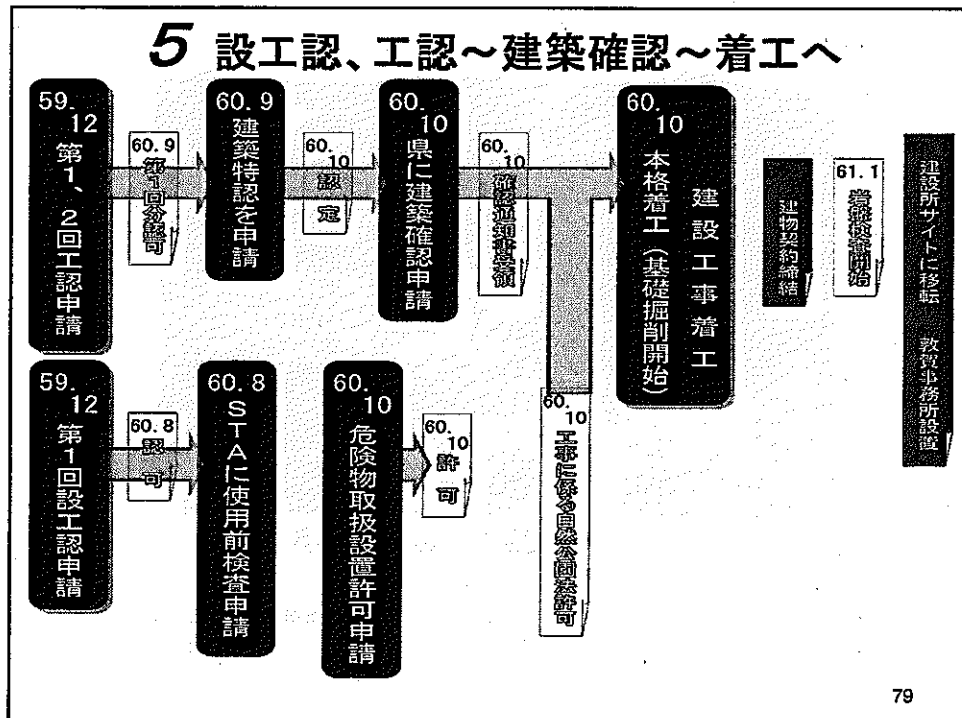 5 設工認、工認～建築確認～着工へ
59.
12
第1、2回工認申請
60.9
第1回分認可
60.9
建築特認を申請
60.
10
認定
60.
10
県に建築確認申請
60.
10
確認通知書受領
60.
10
建設工事着工
本格着工（基礎掘削開始）
建物契約締結
61.1
岩盤検査開始
建設所サイトに移転 敦賀事務所設置
59.
12
第1回設工認申請
60.8
認可
60.8
STAに使用前検査申請
60.
10
危険物取扱設置許可申請
60.
10
許可
60.
10
工事に係る自然公園法許可
79